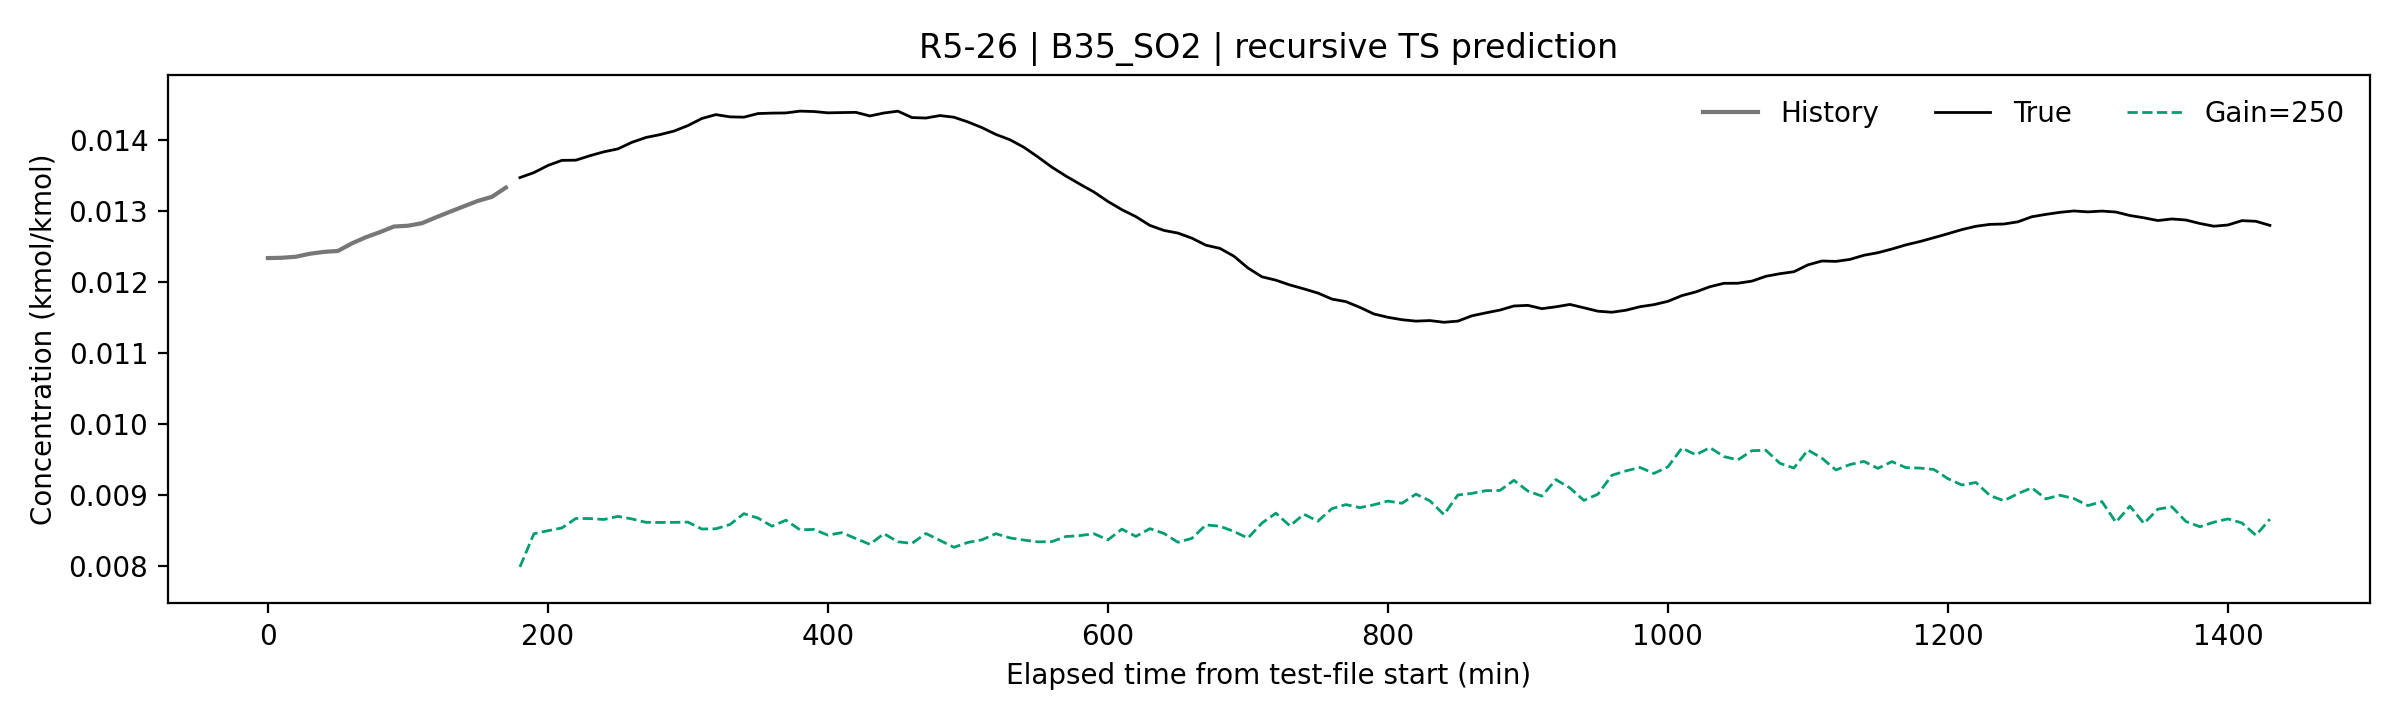 R5-26 | B35_SO2 | recursive TS prediction
History
True
Gain=250
Concentration (kmol/kmol)
0.014
0.013
0.012
0.011
0.010
0.009
0.008
0
200
400
600
800
1000
1200
1400
Elapsed time from test-file start (min)